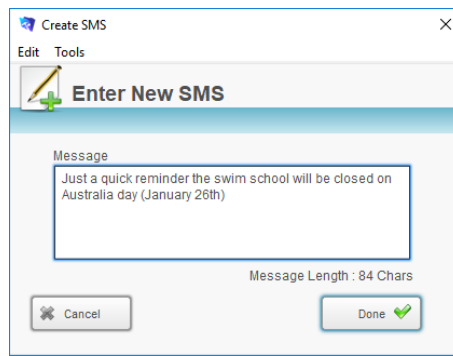 Create SMS
Edit Tools
Enter New SMS
Message
Just a quick reminder the swim school will be closed on
Australia day (January 26th)
Message Length : 84 Chars
Cancel
Done